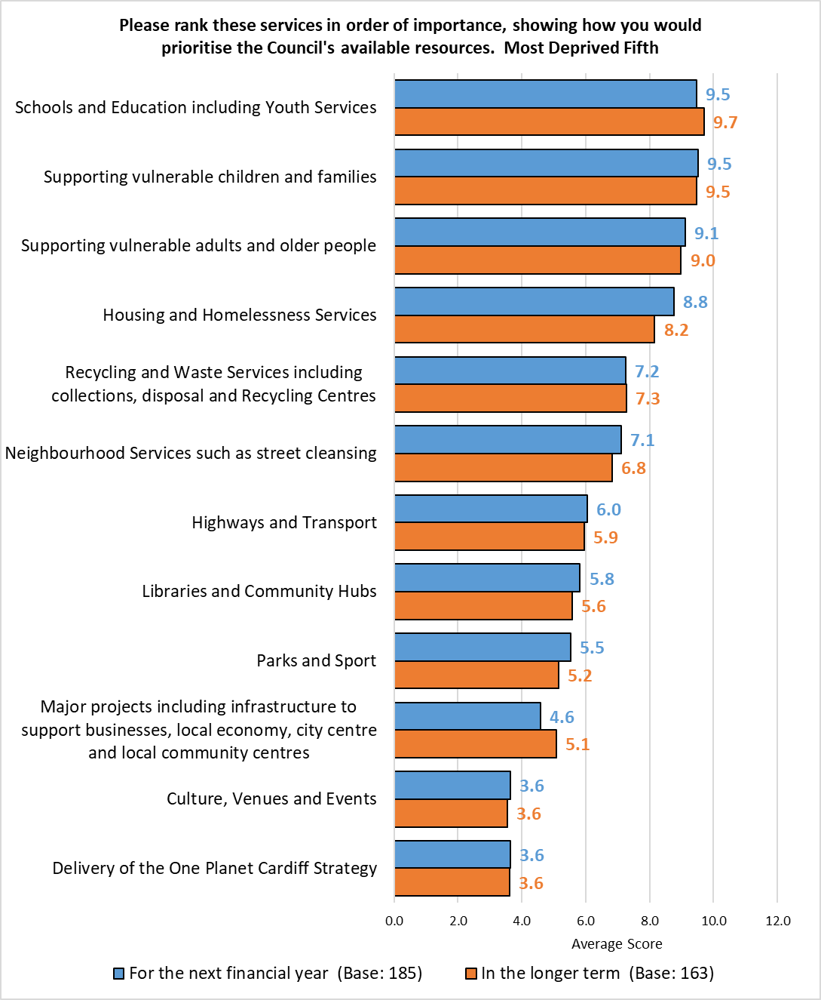 Please rank these services in order of importance, showing how you would
prioritise the Council's available resources.  Most Deprived Fifth
Schools and Education including Youth Services
9.5
9.7
Supporting vulnerable children and families
9.5
9.5
Supporting vulnerable adults and older people
9.1
9.0
Housing and Homelessness Services
8.8
8.2
Recycling and Waste Services including
collections, disposal and Recycling Centres
7.2
7.3
Neighbourhood Services such as street cleansing
7.1
6.8
Highways and Transport
6.0
5.9
Libraries and Community Hubs
5.8
5.6
Parks and Sport
5.5
5.2
Major projects including infrastructure to
support businesses, local economy, city centre
and local community centres
4.6
5.1
Culture, Venues and Events
3.6
3.6
Delivery of the One Planet Cardiff Strategy
3.6
3.6
0.0 2.0 4.0 6.0 8.0 10.0 12.0
Average Score
For the next financial year  (Base: 185) In the longer term  (Base: 163)